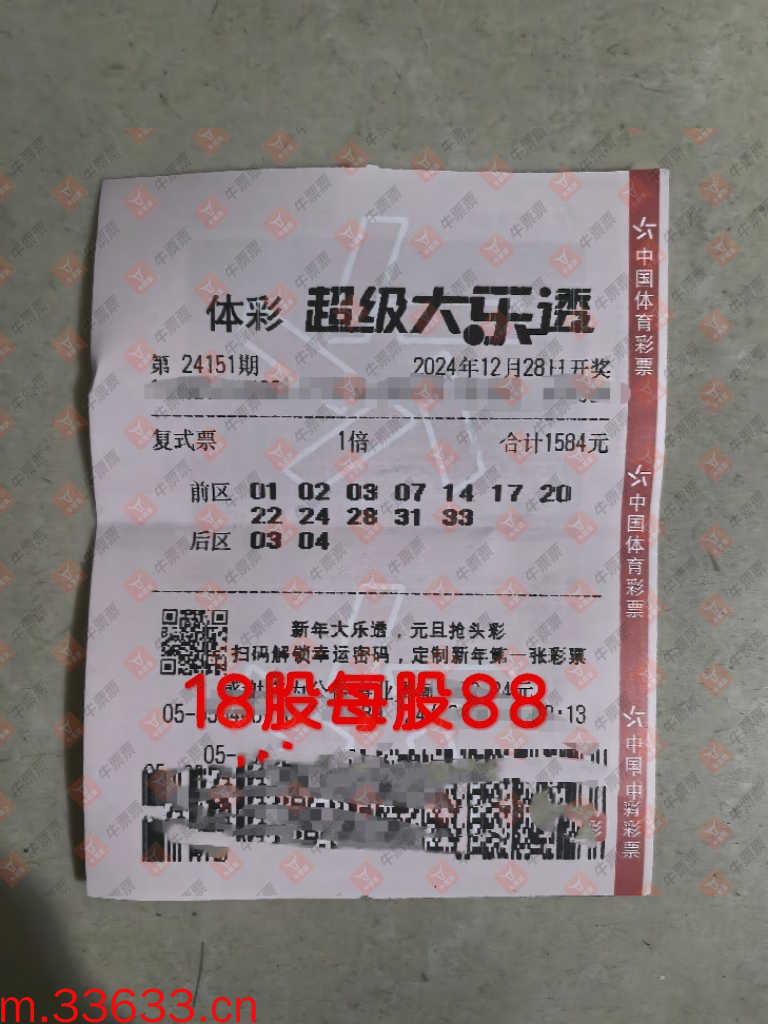 体彩 超级大乐透
第 24151期 2024年12月28日开奖
复式票 1倍 合计1584元
前区 01 02 03 07 14 17 20
22 24 28 31 33
后区 03 04
新年大乐透，元旦抢头彩
扫码解锁幸运密码，定制新年第一张彩票
18股每股88
:13
05-
中国体育彩票
中国体育彩票
中国体育彩票
牛票票
m.33633.cn